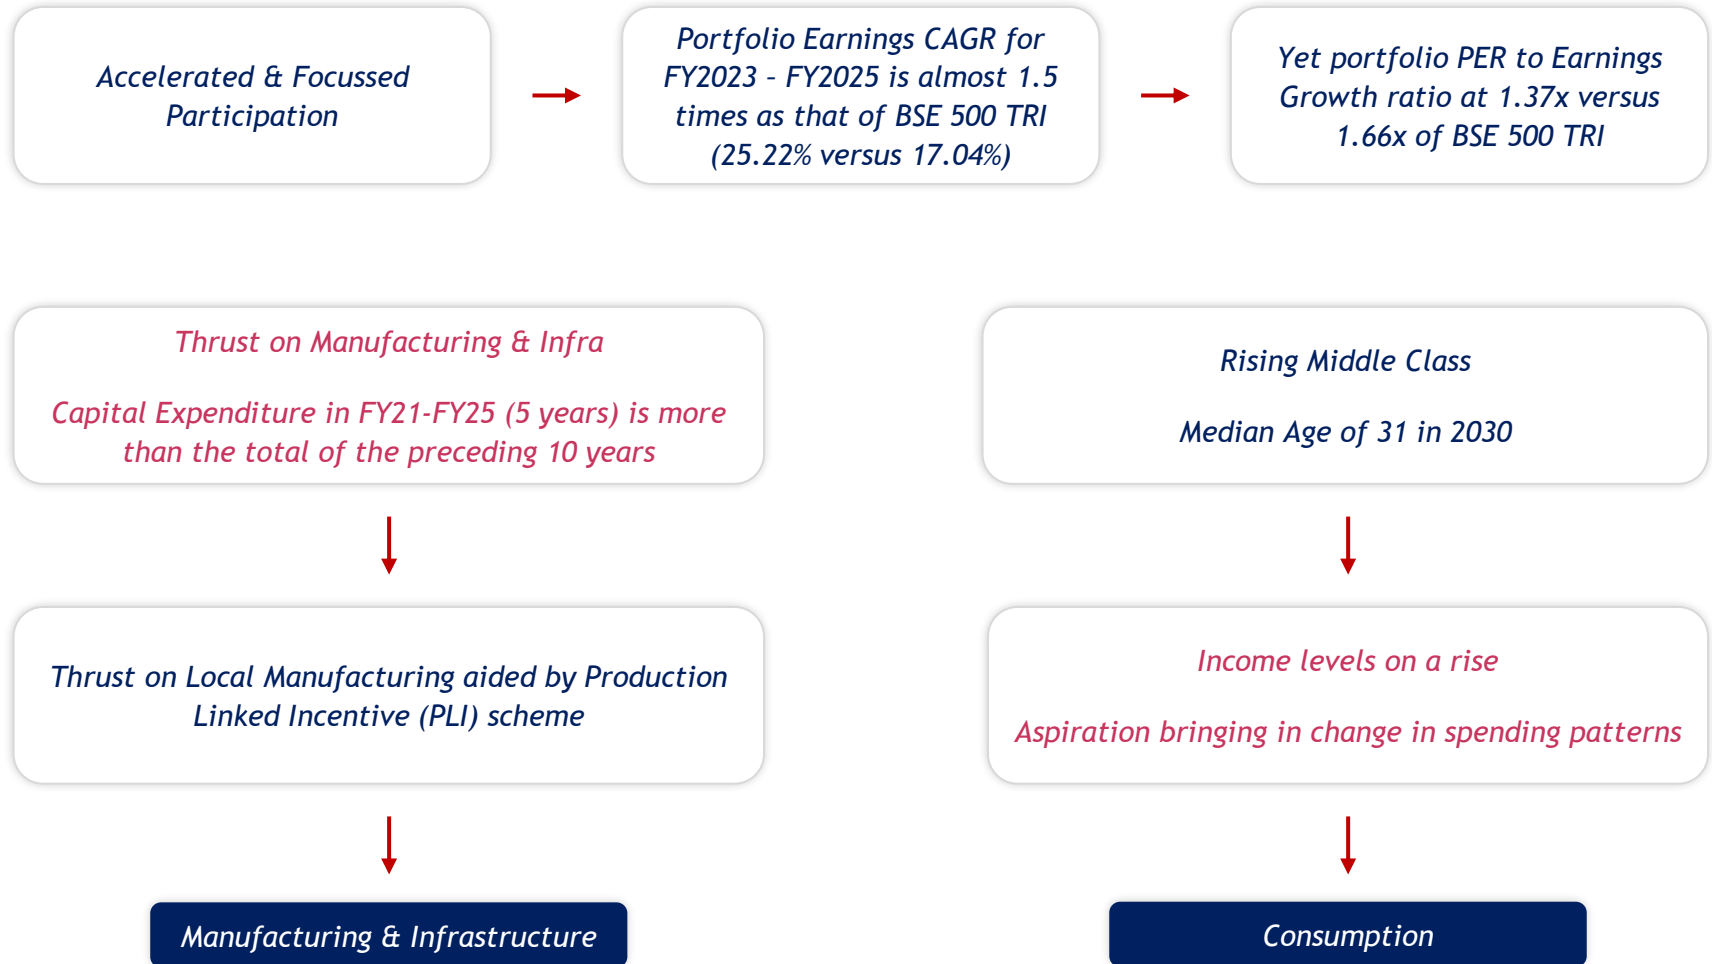 Accelerated & Focussed
Participation
Portfolio Earnings CAGR for
FY2023 – FY2025 is almost 1.5
times as that of BSE 500 TRI
(25.22% versus 17.04%)
Yet portfolio PER to Earnings
Growth ratio at 1.37x versus
1.66x of BSE 500 TRI
Thrust on Manufacturing & Infra
Capital Expenditure in FY21-FY25 (5 years) is more
than the total of the preceding 10 years
Rising Middle Class
Median Age of 31 in 2030
Thrust on Local Manufacturing aided by Production
Linked Incentive (PLI) scheme
Income levels on a rise
Aspiration bringing in change in spending patterns
Manufacturing & Infrastructure
Consumption